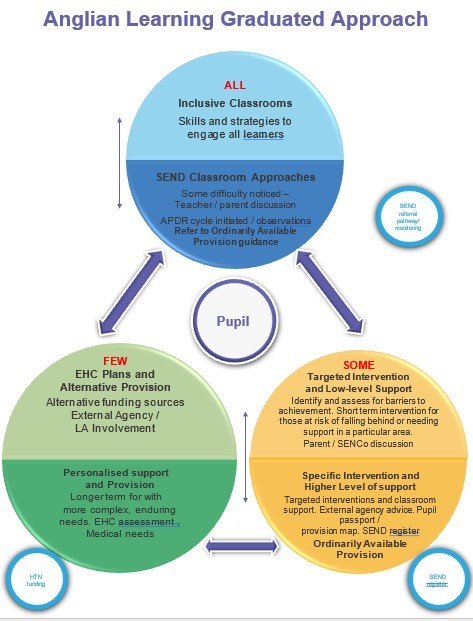 Anglian Learning Graduated Approach
ALL
Inclusive Classrooms
Skills and strategies to
engage all learners
SEND Classroom Approaches
Some difficulty noticed –
Teacher / parent discussion
APDR cycle initiated / observations
Refer to Ordinarily Available
Provision guidance
SEND
referral
pathway/
monitoring
Pupil
FEW
EHC Plans and
Alternative Provision
Alternative funding sources
External Agency /
LA Involvement
Personalised support
and Provision
Longer term for with
more complex, enduring
needs. EHC assessment,
Medical needs
HTN
funding
SOME
Targeted Intervention
and Low-level Support
Identify and assess for barriers to
achievement. Short term intervention for
those at risk of falling behind or needing
support in a particular area.
Parent / SENCo discussion
Specific Intervention and
Higher Level of support
Targeted interventions and classroom
support. External agency advice. Pupil
passport /
provision map. SEND register
Ordinarily Available
Provision
SEND
register